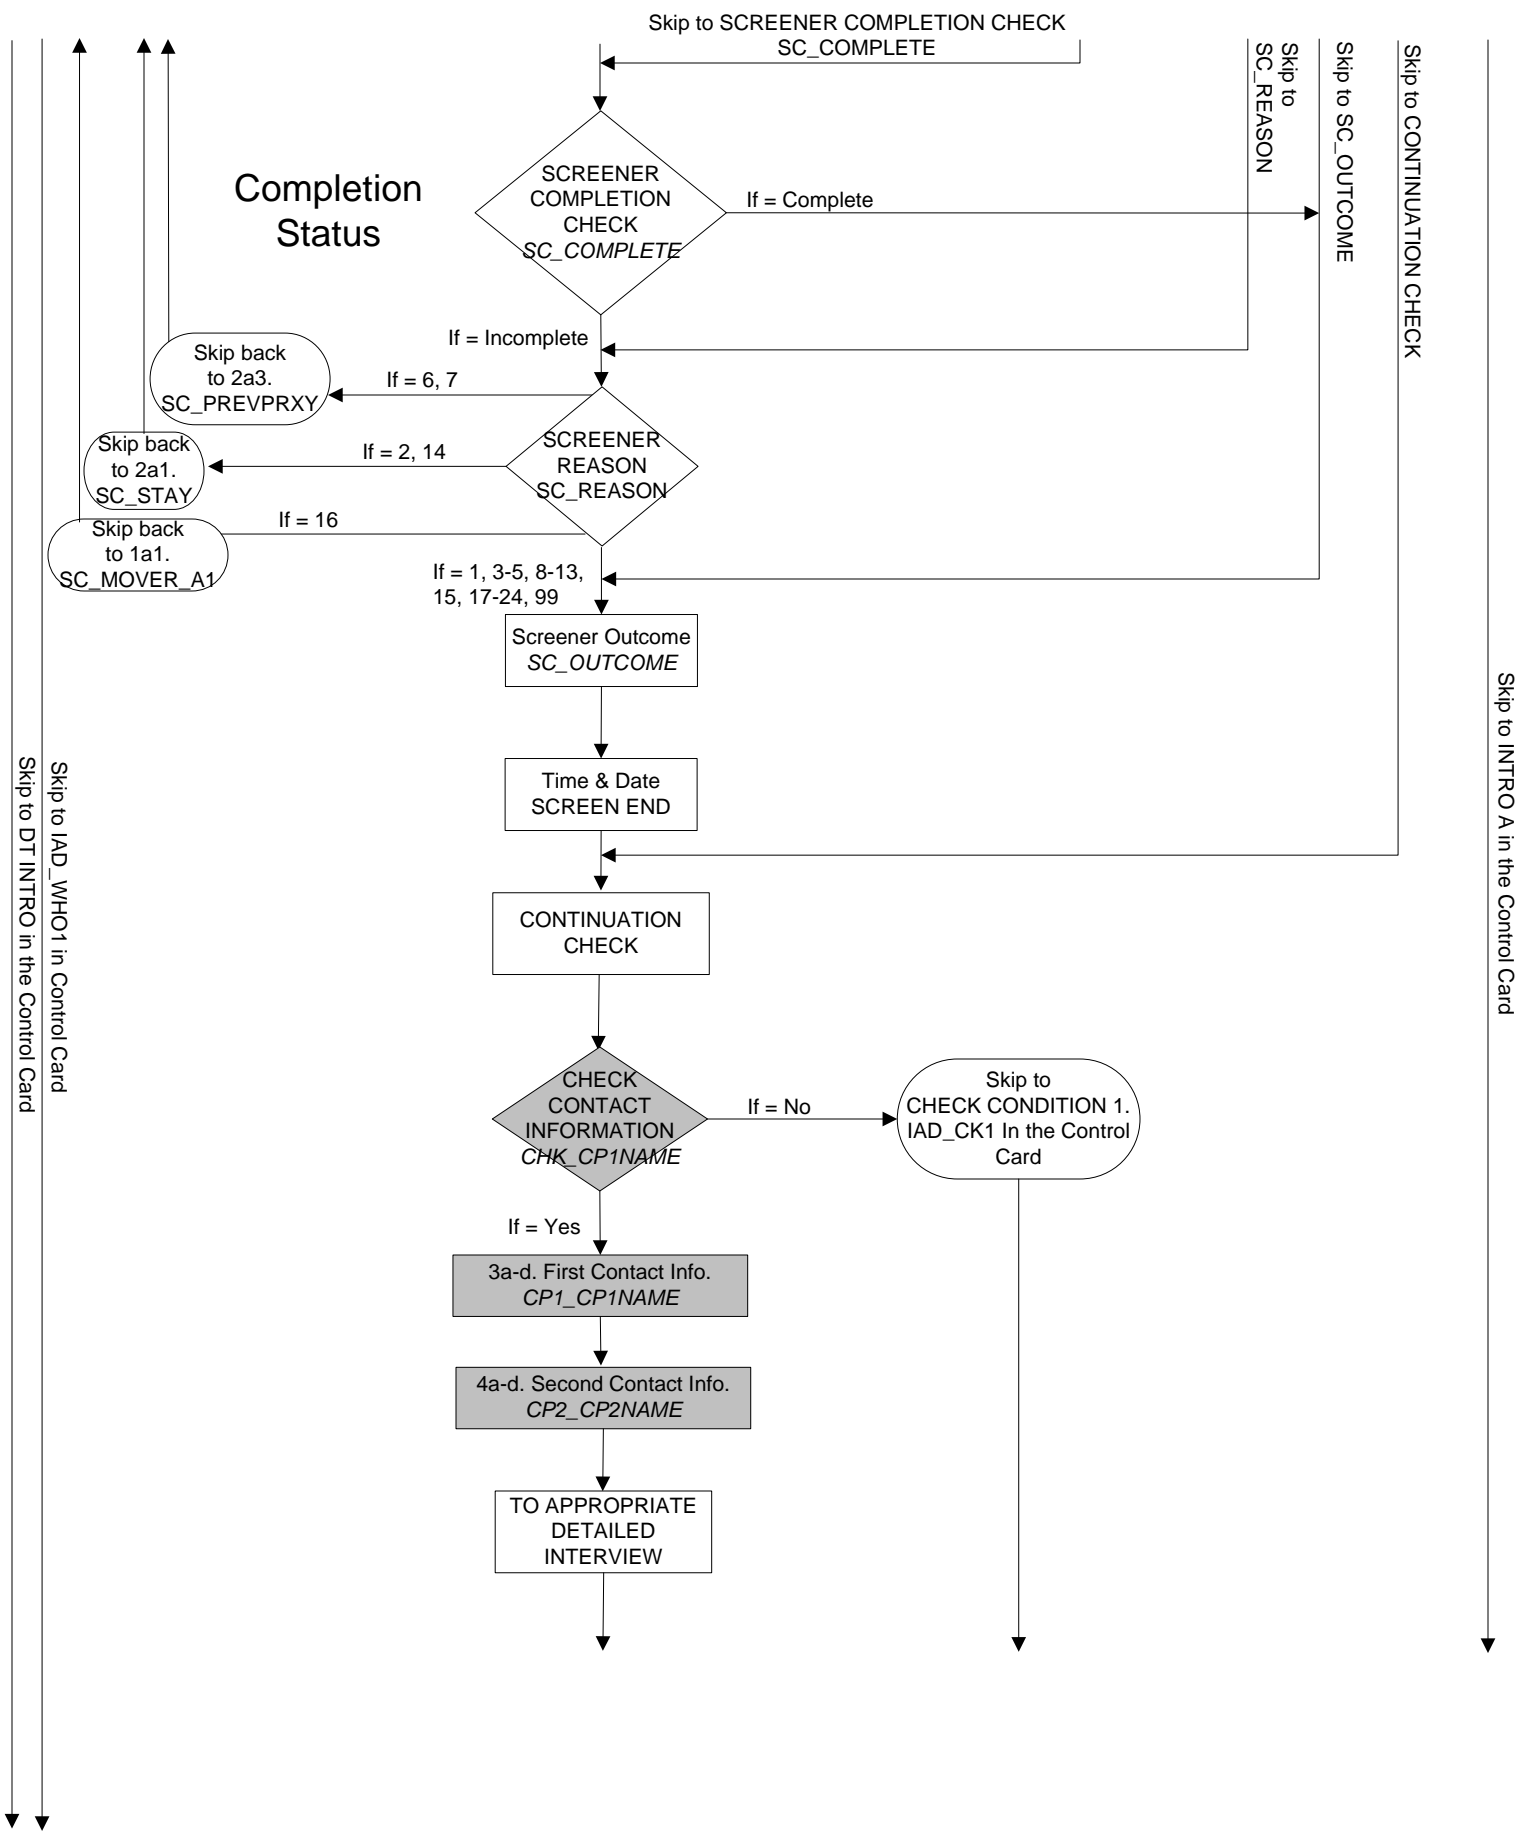 Skip to SCREENER COMPLETION CHECK
SC_COMPLETE
Skip to
SC_REASON
Skip to SC_OUTCOME
Skip to CONTINUATION CHECK
Completion
Status
SCREENER
COMPLETION
CHECK
SC_COMPLETE
If = Complete
If = Incomplete
Skip back
to 2a3.
SC_PREVPRXY
If = 6, 7
Skip back
to 2a1.
SC_STAY
If = 2, 14
SCREENER
REASON
SC_REASON
Skip back
to 1a1.
SC_MOVER_A1
If = 16
If = 1, 3-5, 8-13,
15, 17-24, 99
Screener Outcome
SC_OUTCOME
Skip to INTRO A in the Control Card
Skip to DT INTRO in the Control Card
Skip to IAD_WHO1 in Control Card
Time & Date
SCREEN END
CONTINUATION
CHECK
CHECK
CONTACT
INFORMATION
CHK_CP1NAME
If = No
Skip to
CHECK CONDITION 1.
IAD_CK1 In the Control
Card
If = Yes
3a-d. First Contact Info.
CP1_CP1NAME
4a-d. Second Contact Info.
CP2_CP2NAME
TO APPROPRIATE
DETAILED
INTERVIEW